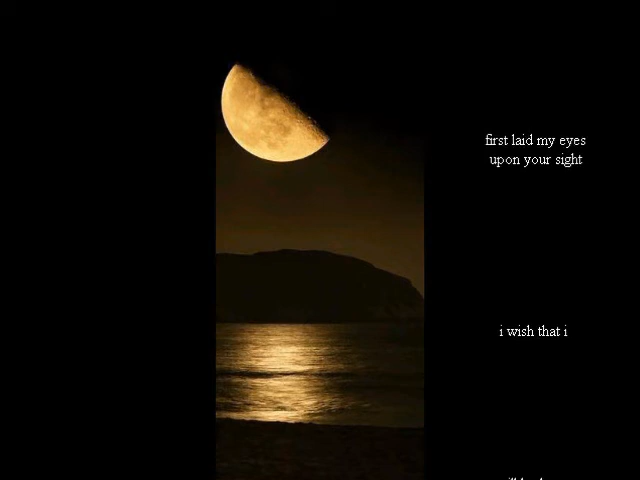 first laid my eyes
upon your sight
i wish that i